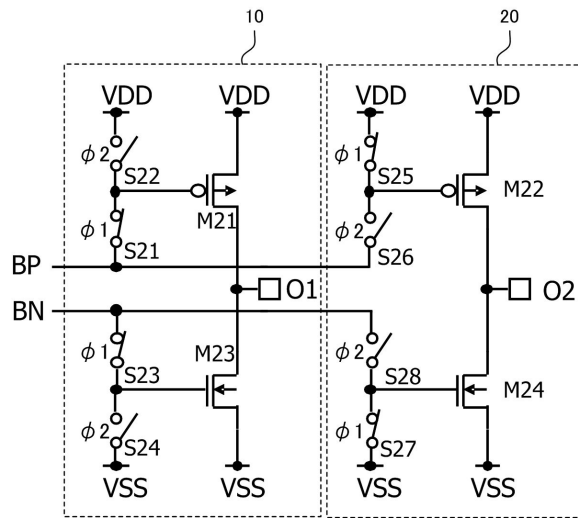 10
20
VDD VDD VDD VDD
φ2 S22 φ1 S25
M21 M22
φ1 S21 φ2 S26
BP
O1 O2
BN
M23
φ1 S23 φ2 S28 M24
φ2 S24 φ1 S27
VSS VSS VSS VSS